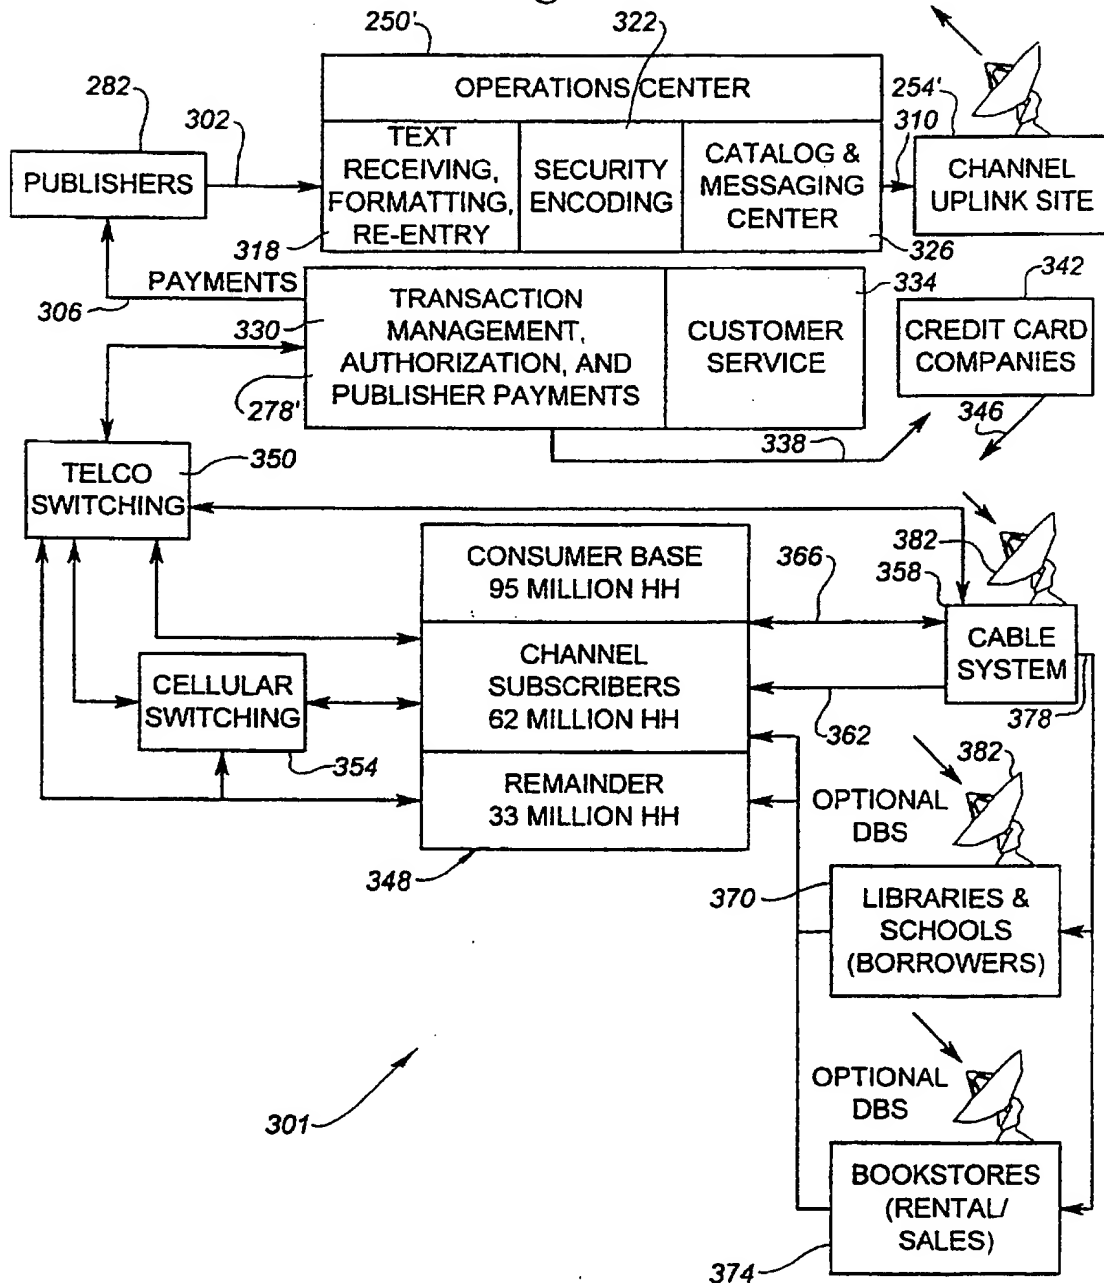 250'
322
OPERATIONS CENTER
282
302
254'
310
PUBLISHERS
TEXT
RECEIVING,
FORMATTING,
RE-ENTRY
318
SECURITY
ENCODING
CATALOG &
MESSAGING
CENTER
326
CHANNEL
UPLINK SITE
PAYMENTS
306
330
TRANSACTION
MANAGEMENT,
AUTHORIZATION, AND
PUBLISHER PAYMENTS
278'
334
CUSTOMER
SERVICE
342
CREDIT CARD
COMPANIES
346
338
TELCO
SWITCHING
350
CONSUMER BASE
95 MILLION HH
366
382
358
CABLE
SYSTEM
378
CHANNEL
SUBSCRIBERS
62 MILLION HH
362
CELLULAR
SWITCHING
354
REMAINDER
33 MILLION HH
348
382
OPTIONAL
DBS
370
LIBRARIES &
SCHOOLS
(BORROWERS)
301
OPTIONAL
DBS
BOOKSTORES
(RENTAL/
SALES)
374